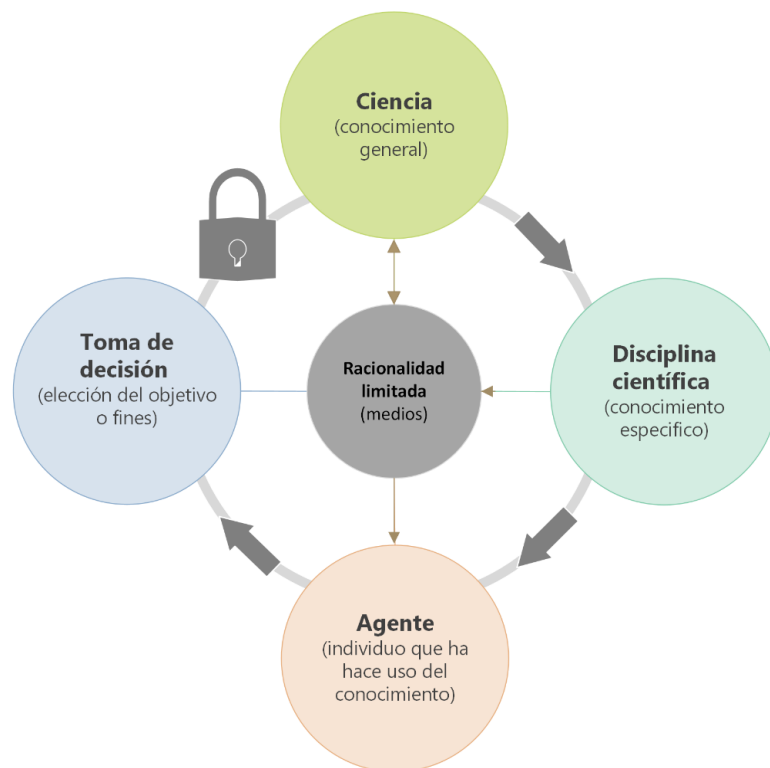 Ciencia
(conocimiento
general)
Toma de
decisión
(elección del objetivo
o fines)
Racionalidad
limitada
(medios)
Disciplina
científica
(conocimiento
especifico)
Agente
(individuo que ha
hace uso del
conocimiento)